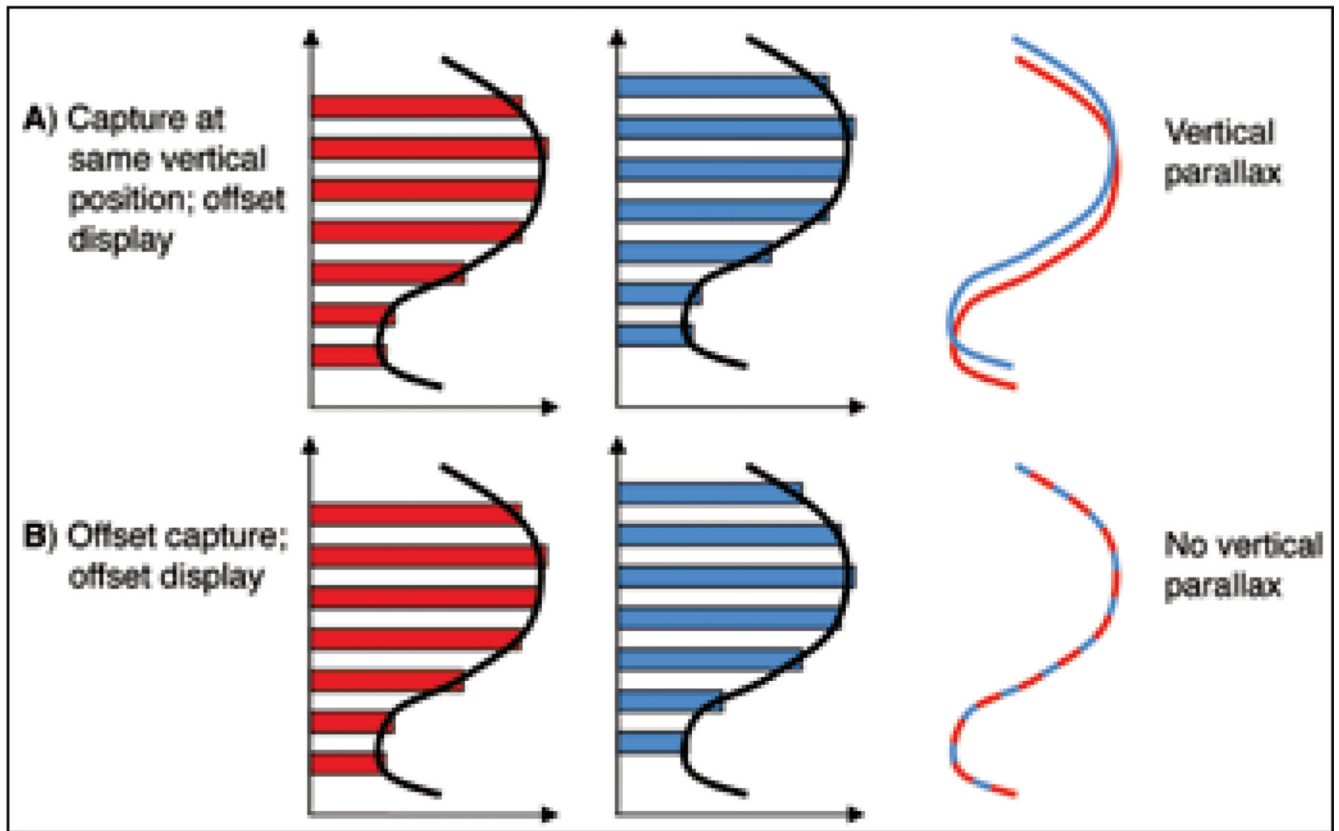 A) Capture at
same vertical
position; offset
display
Vertical
parallax
B) Offset capture;
offset display
No vertical
parallax